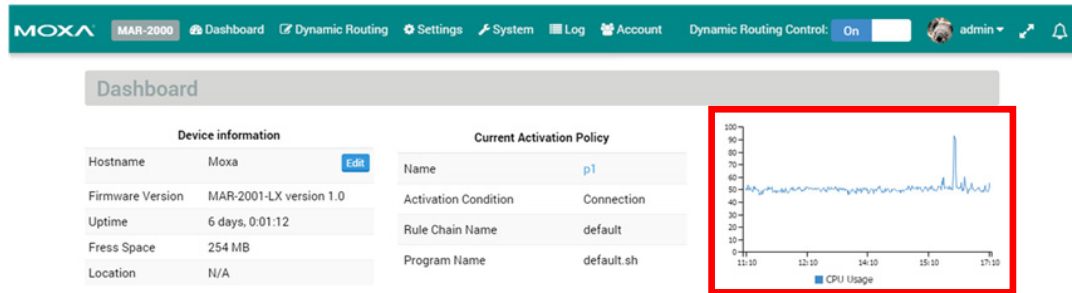 MOXA MAR-2000 Dashboard Dynamic Routing Settings System Log Account Dynamic Routing Control: On admin
Dashboard
Device information
Hostname Moxa Edit
Firmware Version MAR-2001-LX version 1.0
Uptime 6 days, 0:01:12
Fress Space 254 MB
Location N/A
Current Activation Policy
Name p1
Activation Condition Connection
Rule Chain Name default
Program Name default.sh
100
90
80
70
60
50
40
30
20
10
0
11:10 12:10 14:10 15:10 17:10
CPU Usage